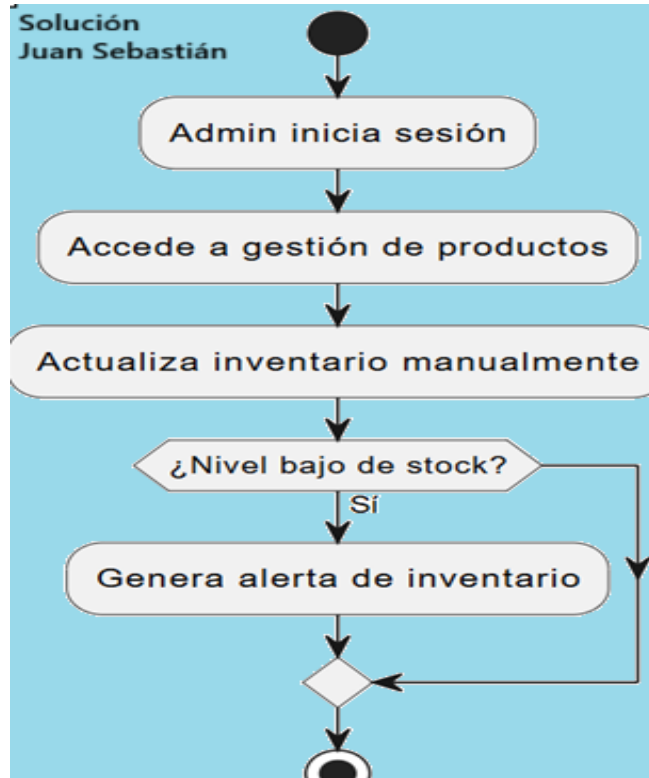 Solución
Juan Sebastián
Admin inicia sesión
Accede a gestión de productos
Actualiza inventario manualmente
¿Nivel bajo de stock?
Sí
Genera alerta de inventario